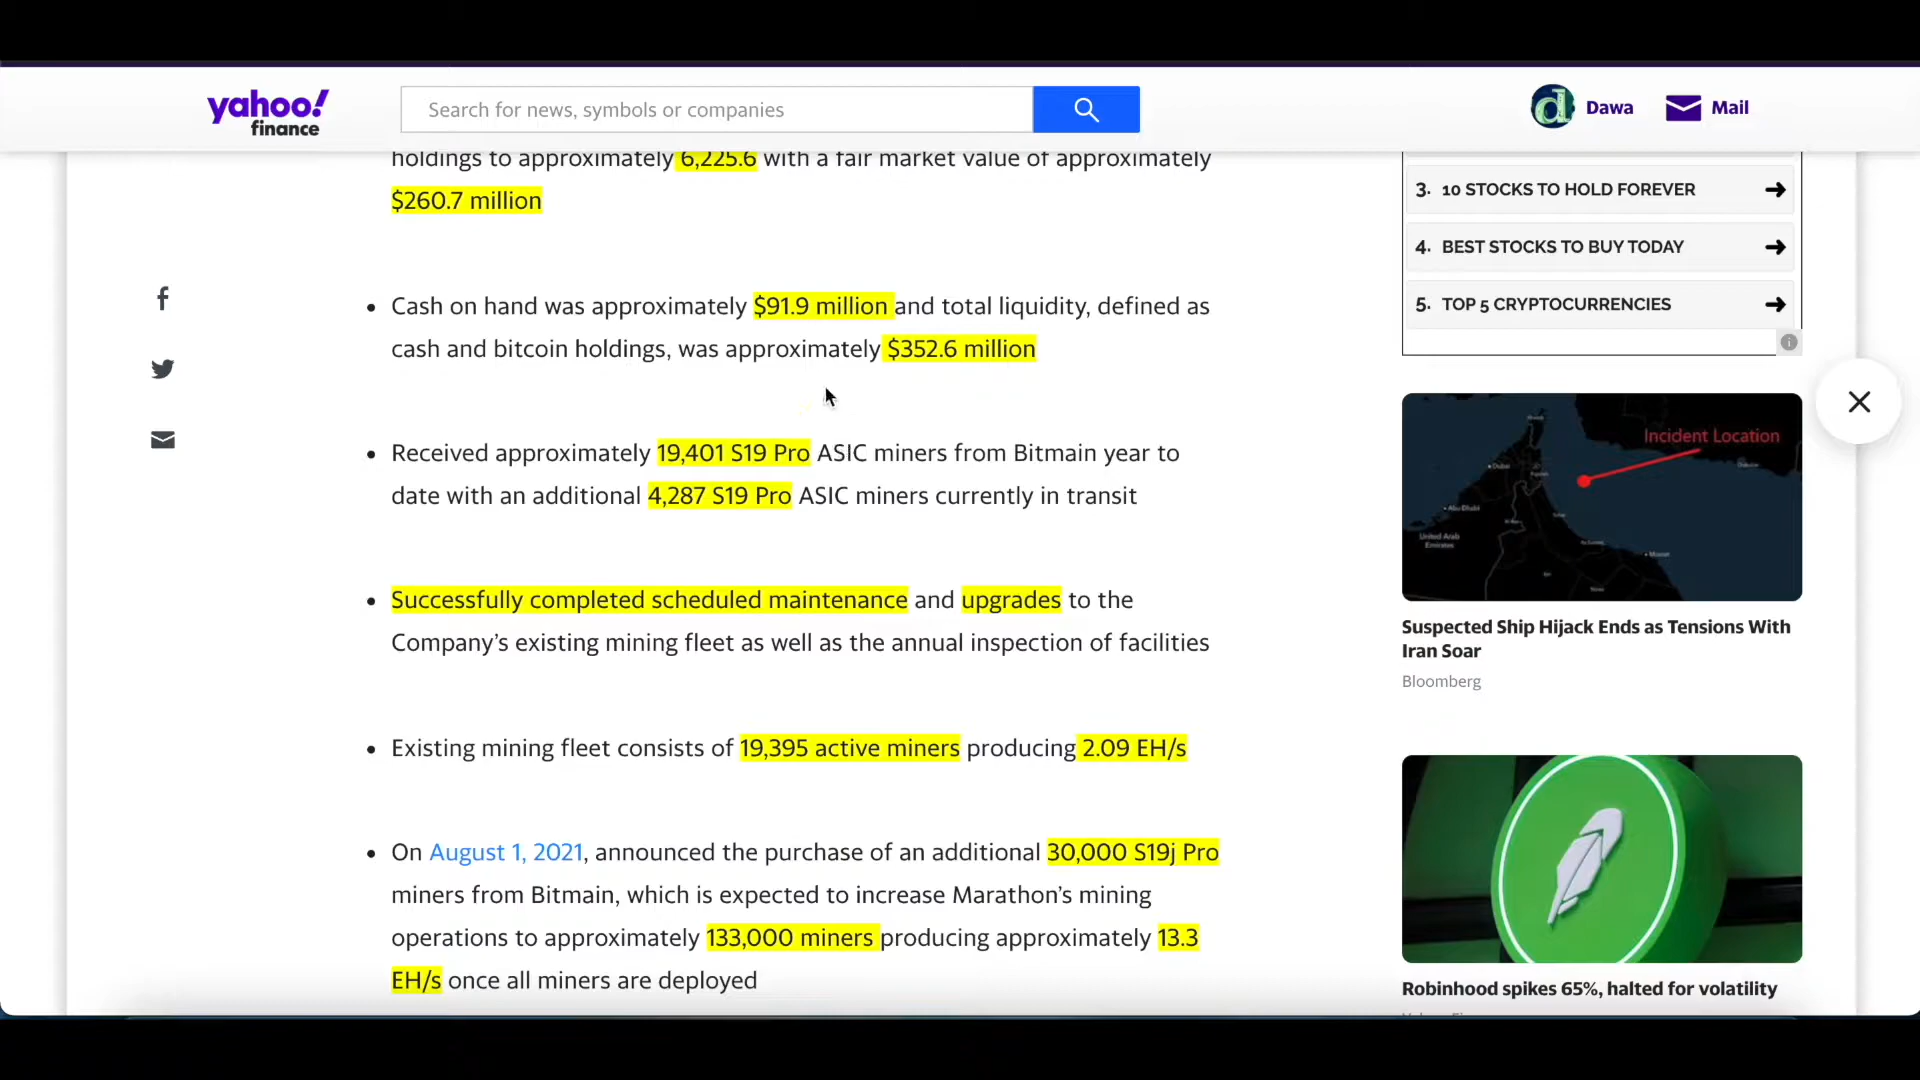 yahoo!
finance
Search for news, symbols or companies
Dawa
Mail
holdings to approximately 6,225.6 with a fair market value of approximately
$260.7 million
• Cash on hand was approximately $91.9 million and total liquidity, defined as
cash and bitcoin holdings, was approximately $352.6 million
• Received approximately 19,401 S19 Pro ASIC miners from Bitmain year to
date with an additional 4,287 S19 Pro ASIC miners currently in transit
• Successfully completed scheduled maintenance and upgrades to the
Company's existing mining fleet as well as the annual inspection of facilities
• Existing mining fleet consists of 19,395 active miners producing 2.09 EH/s
• On August 1, 2021, announced the purchase of an additional 30,000 S19j Pro
miners from Bitmain, which is expected to increase Marathon's mining
operations to approximately 133,000 miners producing approximately 13.3
EH/s once all miners are deployed
3. 10 STOCKS TO HOLD FOREVER
4. BEST STOCKS TO BUY TODAY
5. TOP 5 CRYPTOCURRENCIES
Incident Location
Dubai
Abu Dhabi
United Arab
Emirates
Muscat
Suspected Ship Hijack Ends as Tensions With
Iran Soar
Bloomberg
Robinhood spikes 65%, halted for volatility